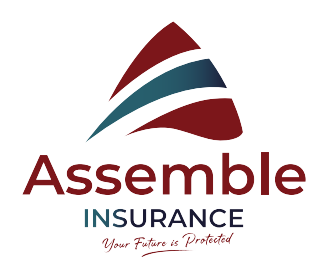 Assemble
INSURANCE
Your Future is Protected